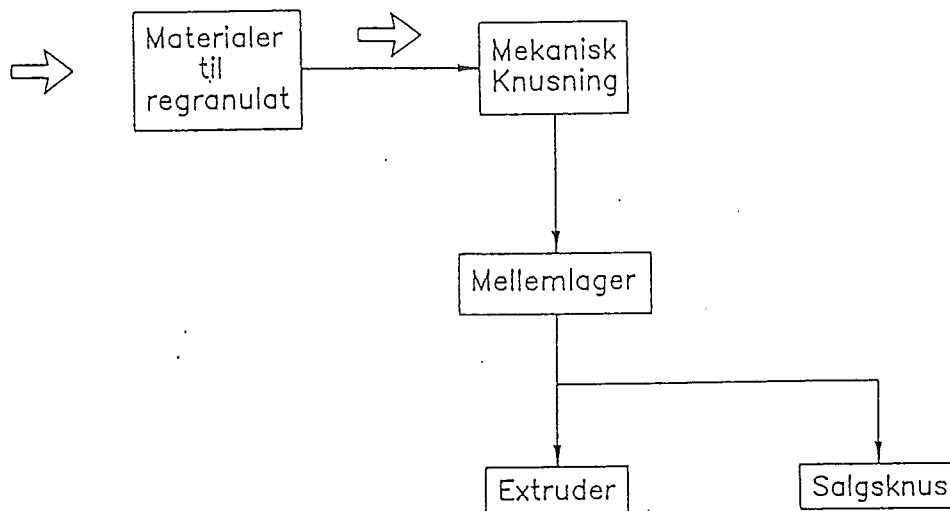 Materialer
til
regranulat
Mekanisk
Knusning
Mellemlager
Extruder
Salgsknus